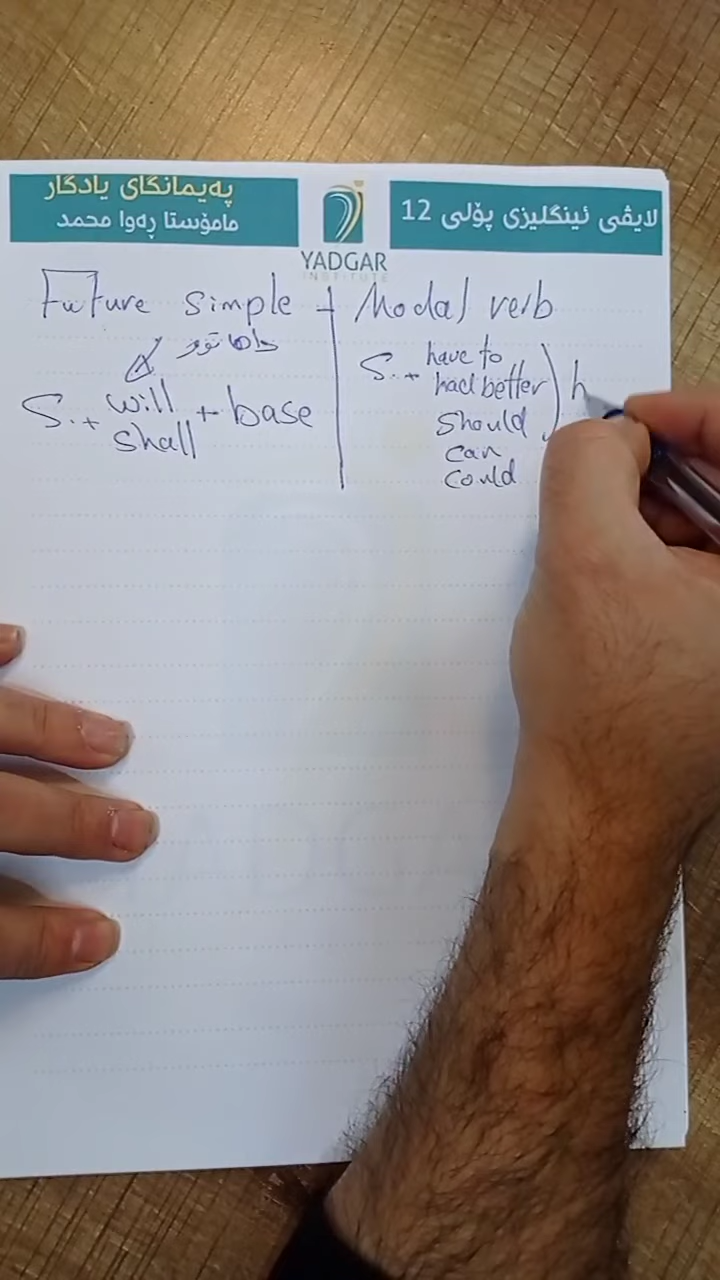 پەیمانگای یادگار
مامۆستا ڕەوا محمد
YADGAR
INSTITUTE
لایڤی ئینگلیزی پۆلی 12
Future simple
داهاتوو
S. + will + base
shall
Modal verb
S. + have to
had better
should
can
could
h